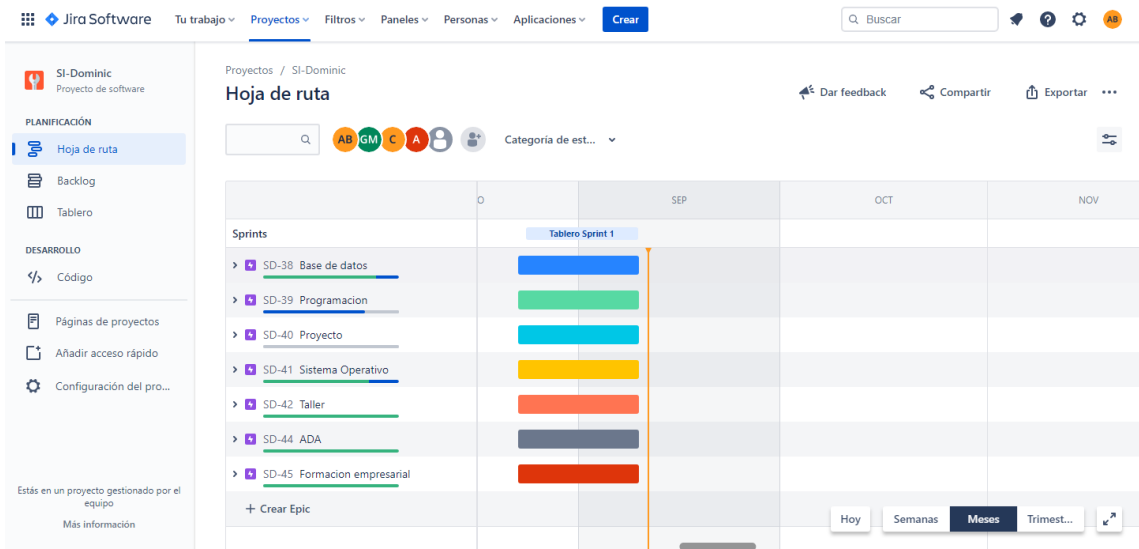 Jira Software Tu trabajo Proyectos Filtros Paneles Personas Aplicaciones Crear Buscar AB
SI-Dominic
Proyecto de software
PLANIFICACIÓN
Hoja de ruta
Backlog
Tablero
DESARROLLO
Código
Páginas de proyectos
Añadir acceso rápido
Configuración del pro...
Estás en un proyecto gestionado por el
equipo
Más información
Proyectos / SI-Dominic
Hoja de ruta
Dar feedback Compartir Exportar
AB GM C A Categoría de est...
O SEP OCT NOV
Sprints Tablero Sprint 1
SD-38 Base de datos
SD-39 Programacion
SD-40 Proyecto
SD-41 Sistema Operativo
SD-42 Taller
SD-44 ADA
SD-45 Formacion empresarial
+ Crear Epic
Hoy Semanas Meses Trimest...